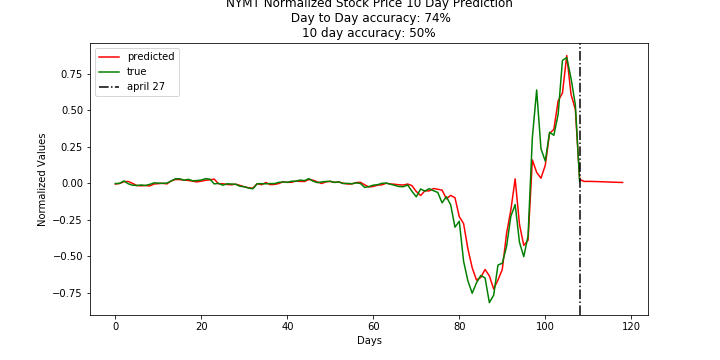 NYMT Normalized Stock Price 10 Day Prediction
Day to Day accuracy: 74%
10 day accuracy: 50%
predicted
true
april 27
Normalized Values
0.75
0.50
0.25
0.00
−0.25
−0.50
−0.75
0
20
40
60
80
100
120
Days